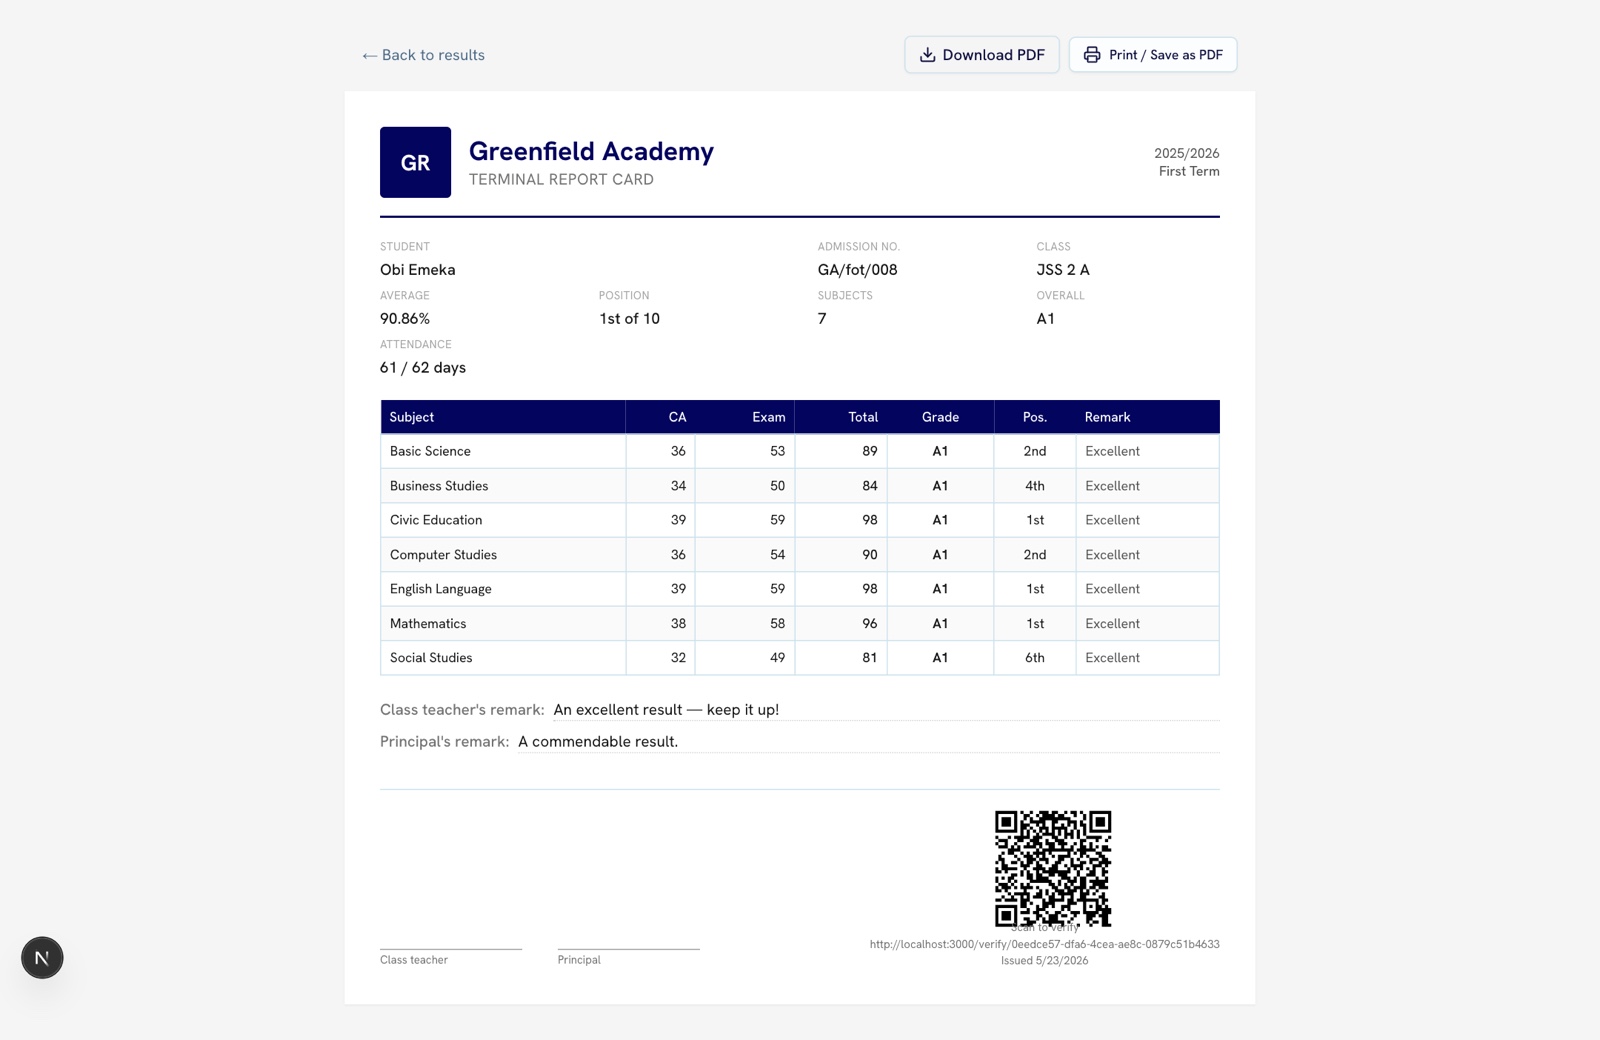 ← Back to results
Download PDF
Print / Save as PDF
GR
Greenfield Academy
TERMINAL REPORT CARD
2025/2026
First Term
STUDENT ADMISSION NO. CLASS
Obi Emeka GA/fot/008 JSS 2 A
AVERAGE POSITION SUBJECTS OVERALL
90.86% 1st of 10 7 A1
ATTENDANCE
61 / 62 days
Subject CA Exam Total Grade Pos. Remark
Basic Science 36 53 89 A1 2nd Excellent
Business Studies 34 50 84 A1 4th Excellent
Civic Education 39 59 98 A1 1st Excellent
Computer Studies 36 54 90 A1 2nd Excellent
English Language 39 59 98 A1 1st Excellent
Mathematics 38 58 96 A1 1st Excellent
Social Studies 32 49 81 A1 6th Excellent
Class teacher's remark: An excellent result — keep it up!
Principal's remark: A commendable result.
Scan to verify
http://localhost:3000/verify/0eedce57-dfa6-4cea-ae8c-0879c51b4633
Issued 5/23/2026
Class teacher Principal
N